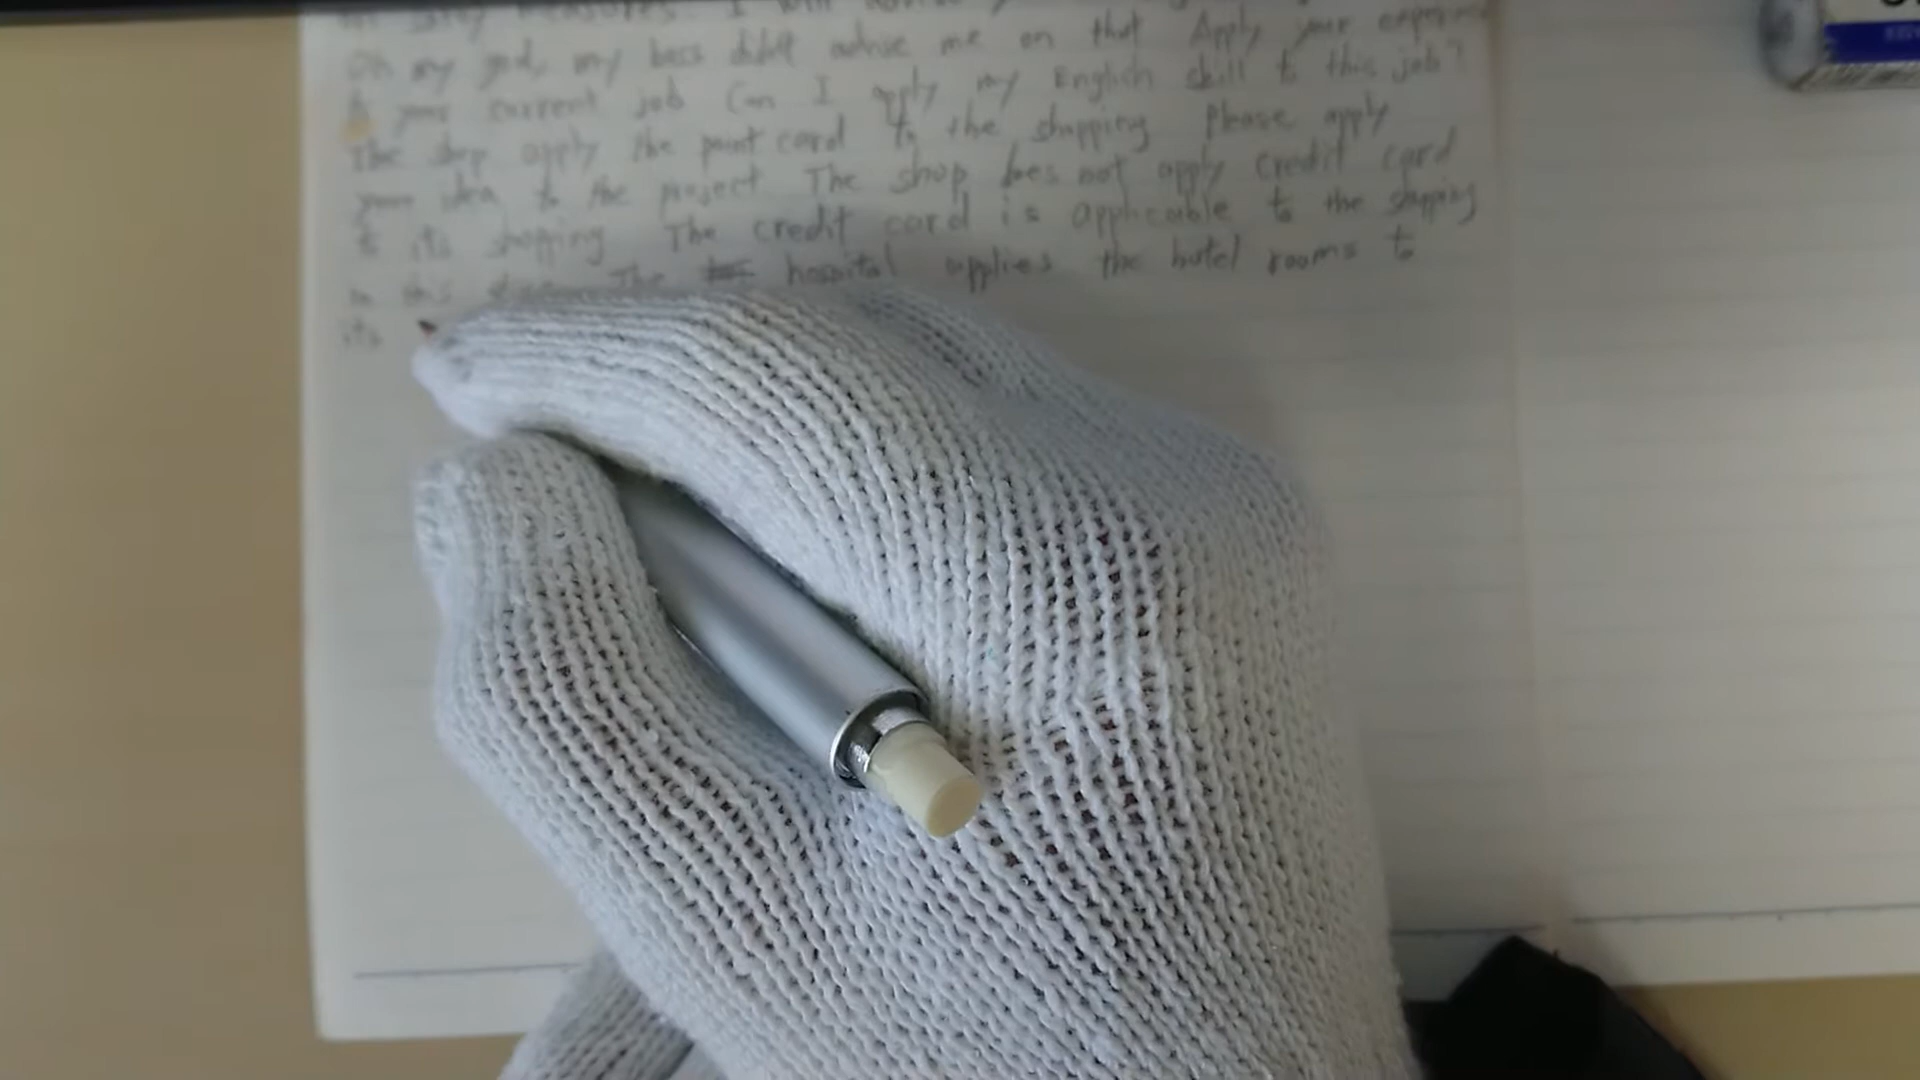 measures. I will
Oh my god, my boss didn't advise me on that Apply your
your current job Can I apply my English skill to this job?
The shop apply the point card to the shopping Please apply
your idea to the project. The shop does not apply credit card
to its shopping. The credit card is applicable to the shopping
in this The hospital applies the hotel rooms to
its